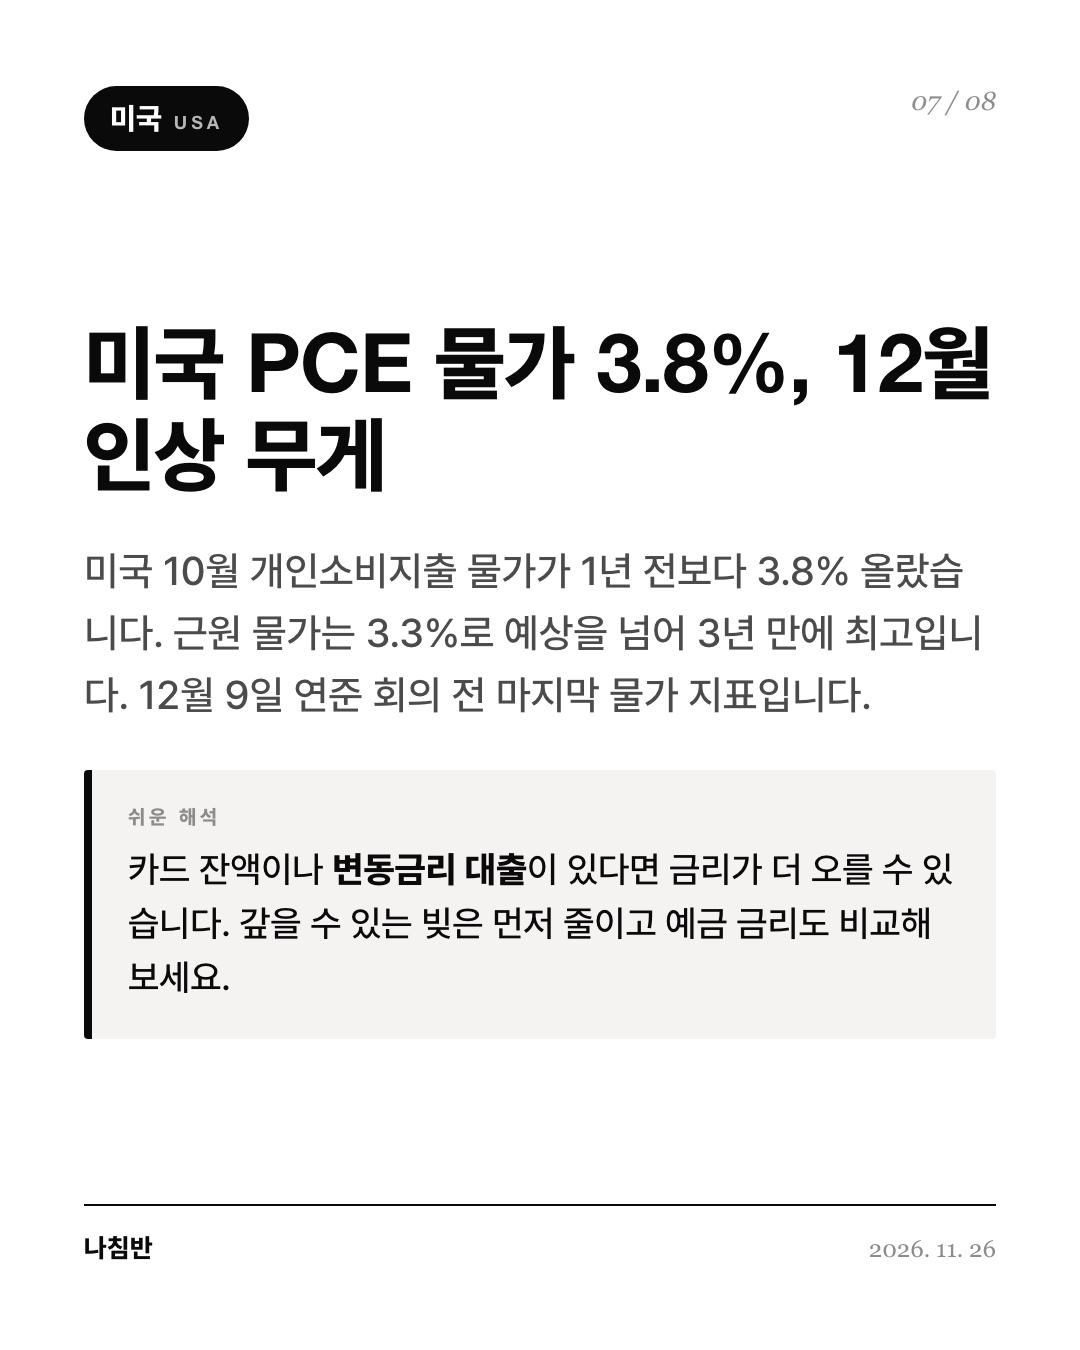 미국 USA
07 / 08
미국 PCE 물가 3.8%, 12월
인상 무게
미국 10월 개인소비지출 물가가 1년 전보다 3.8% 올랐습
니다. 근원 물가는 3.3%로 예상을 넘어 3년 만에 최고입니
다. 12월 9일 연준 회의 전 마지막 물가 지표입니다.
쉬운 해석
카드 잔액이나 변동금리 대출이 있다면 금리가 더 오를 수 있
습니다. 갚을 수 있는 빚은 먼저 줄이고 예금 금리도 비교해
보세요.
나침반
2026. 11. 26